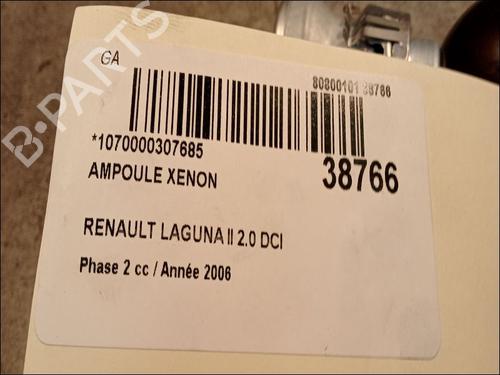 B-PARTS
GA
80800101 38766
*1070000307685
38766
AMPOULE XENON
RENAULT LAGUNA II 2.0 DCI
Phase 2 cc / Année 2006